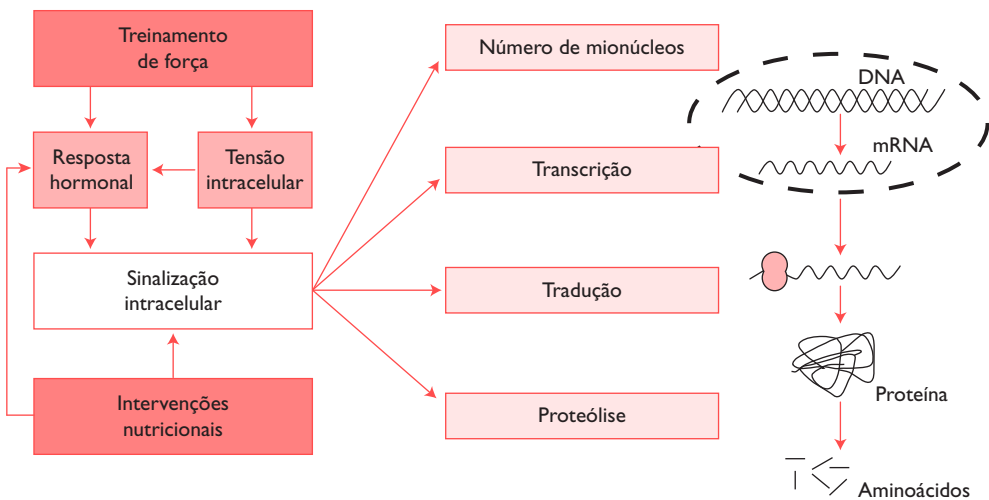 Treinamento
de força
Resposta
hormonal
Tensão
intracelular
Sinalização
intracelular
Intervenções
nutricionais
Número de mionúcleos
Transcrição
Tradução
Proteólise
DNA
mRNA
Proteína
Aminoácidos